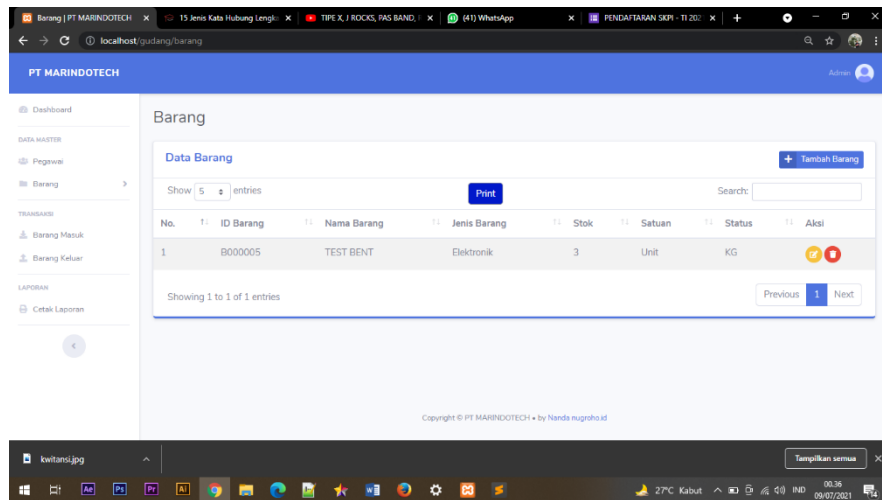 Barang | PT MARINDOTECH
15 Jenis Kata Hubung Lengk
TIPE X, J ROCKS, PAS BAND,
(41) WhatsApp
PENDAFTARAN SKPI - TI 202
localhost/gudang/barang
PT MARINDOTECH
Admin
Dashboard
Barang
DATA MASTER
Pegawai
Barang
TRANSAKSI
Barang Masuk
Barang Keluar
LAPORAN
Cetak Laporan
Data Barang
+ Tambah Barang
Show 5 entries
Print
Search:
No. ID Barang Nama Barang Jenis Barang Stok Satuan Status Aksi
1 B000005 TEST BENT Elektronik 3 Unit KG
Showing 1 to 1 of 1 entries
Previous 1 Next
Copyright © PT MARINDOTECH • by Nanda nugroho.id
kwitansi.jpg
Tampilkan semua
Ae Ps Pr Ai
27°C Kabut
IND
00.36
09/07/2021